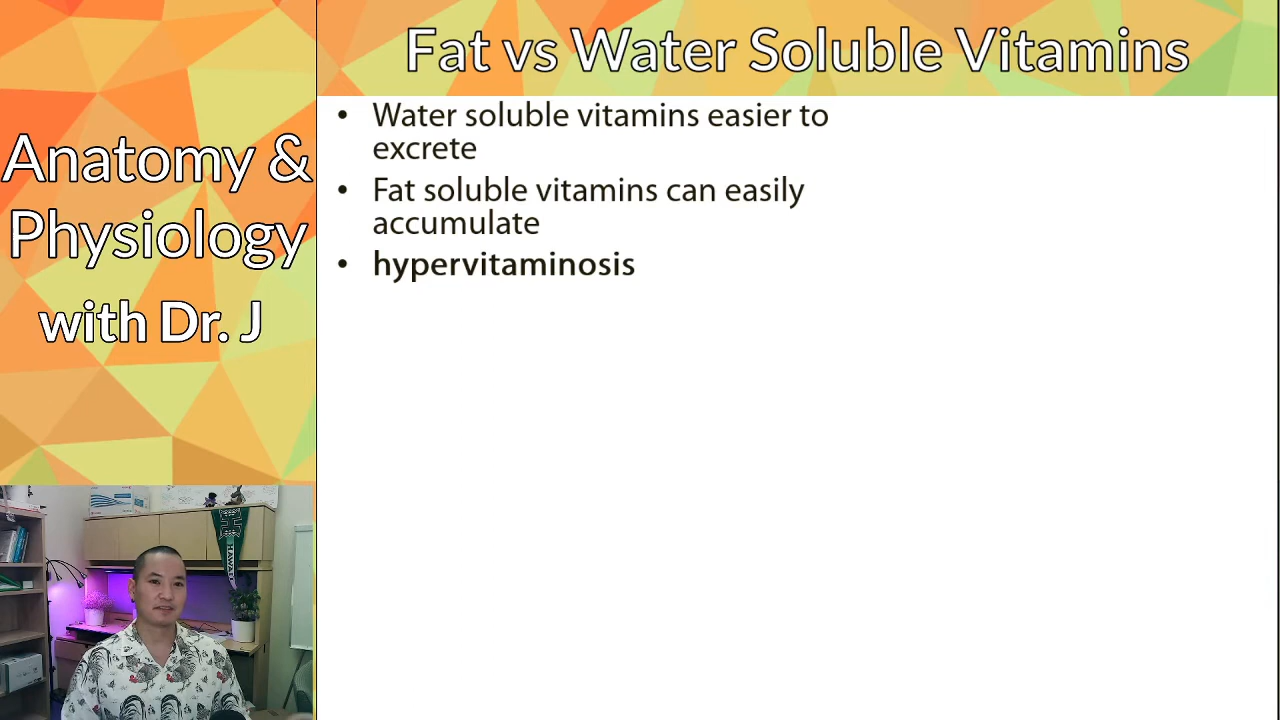 Fat vs Water Soluble Vitamins
Anatomy &
Physiology
with Dr. J
• Water soluble vitamins easier to
excrete
• Fat soluble vitamins can easily
accumulate
• hypervitaminosis